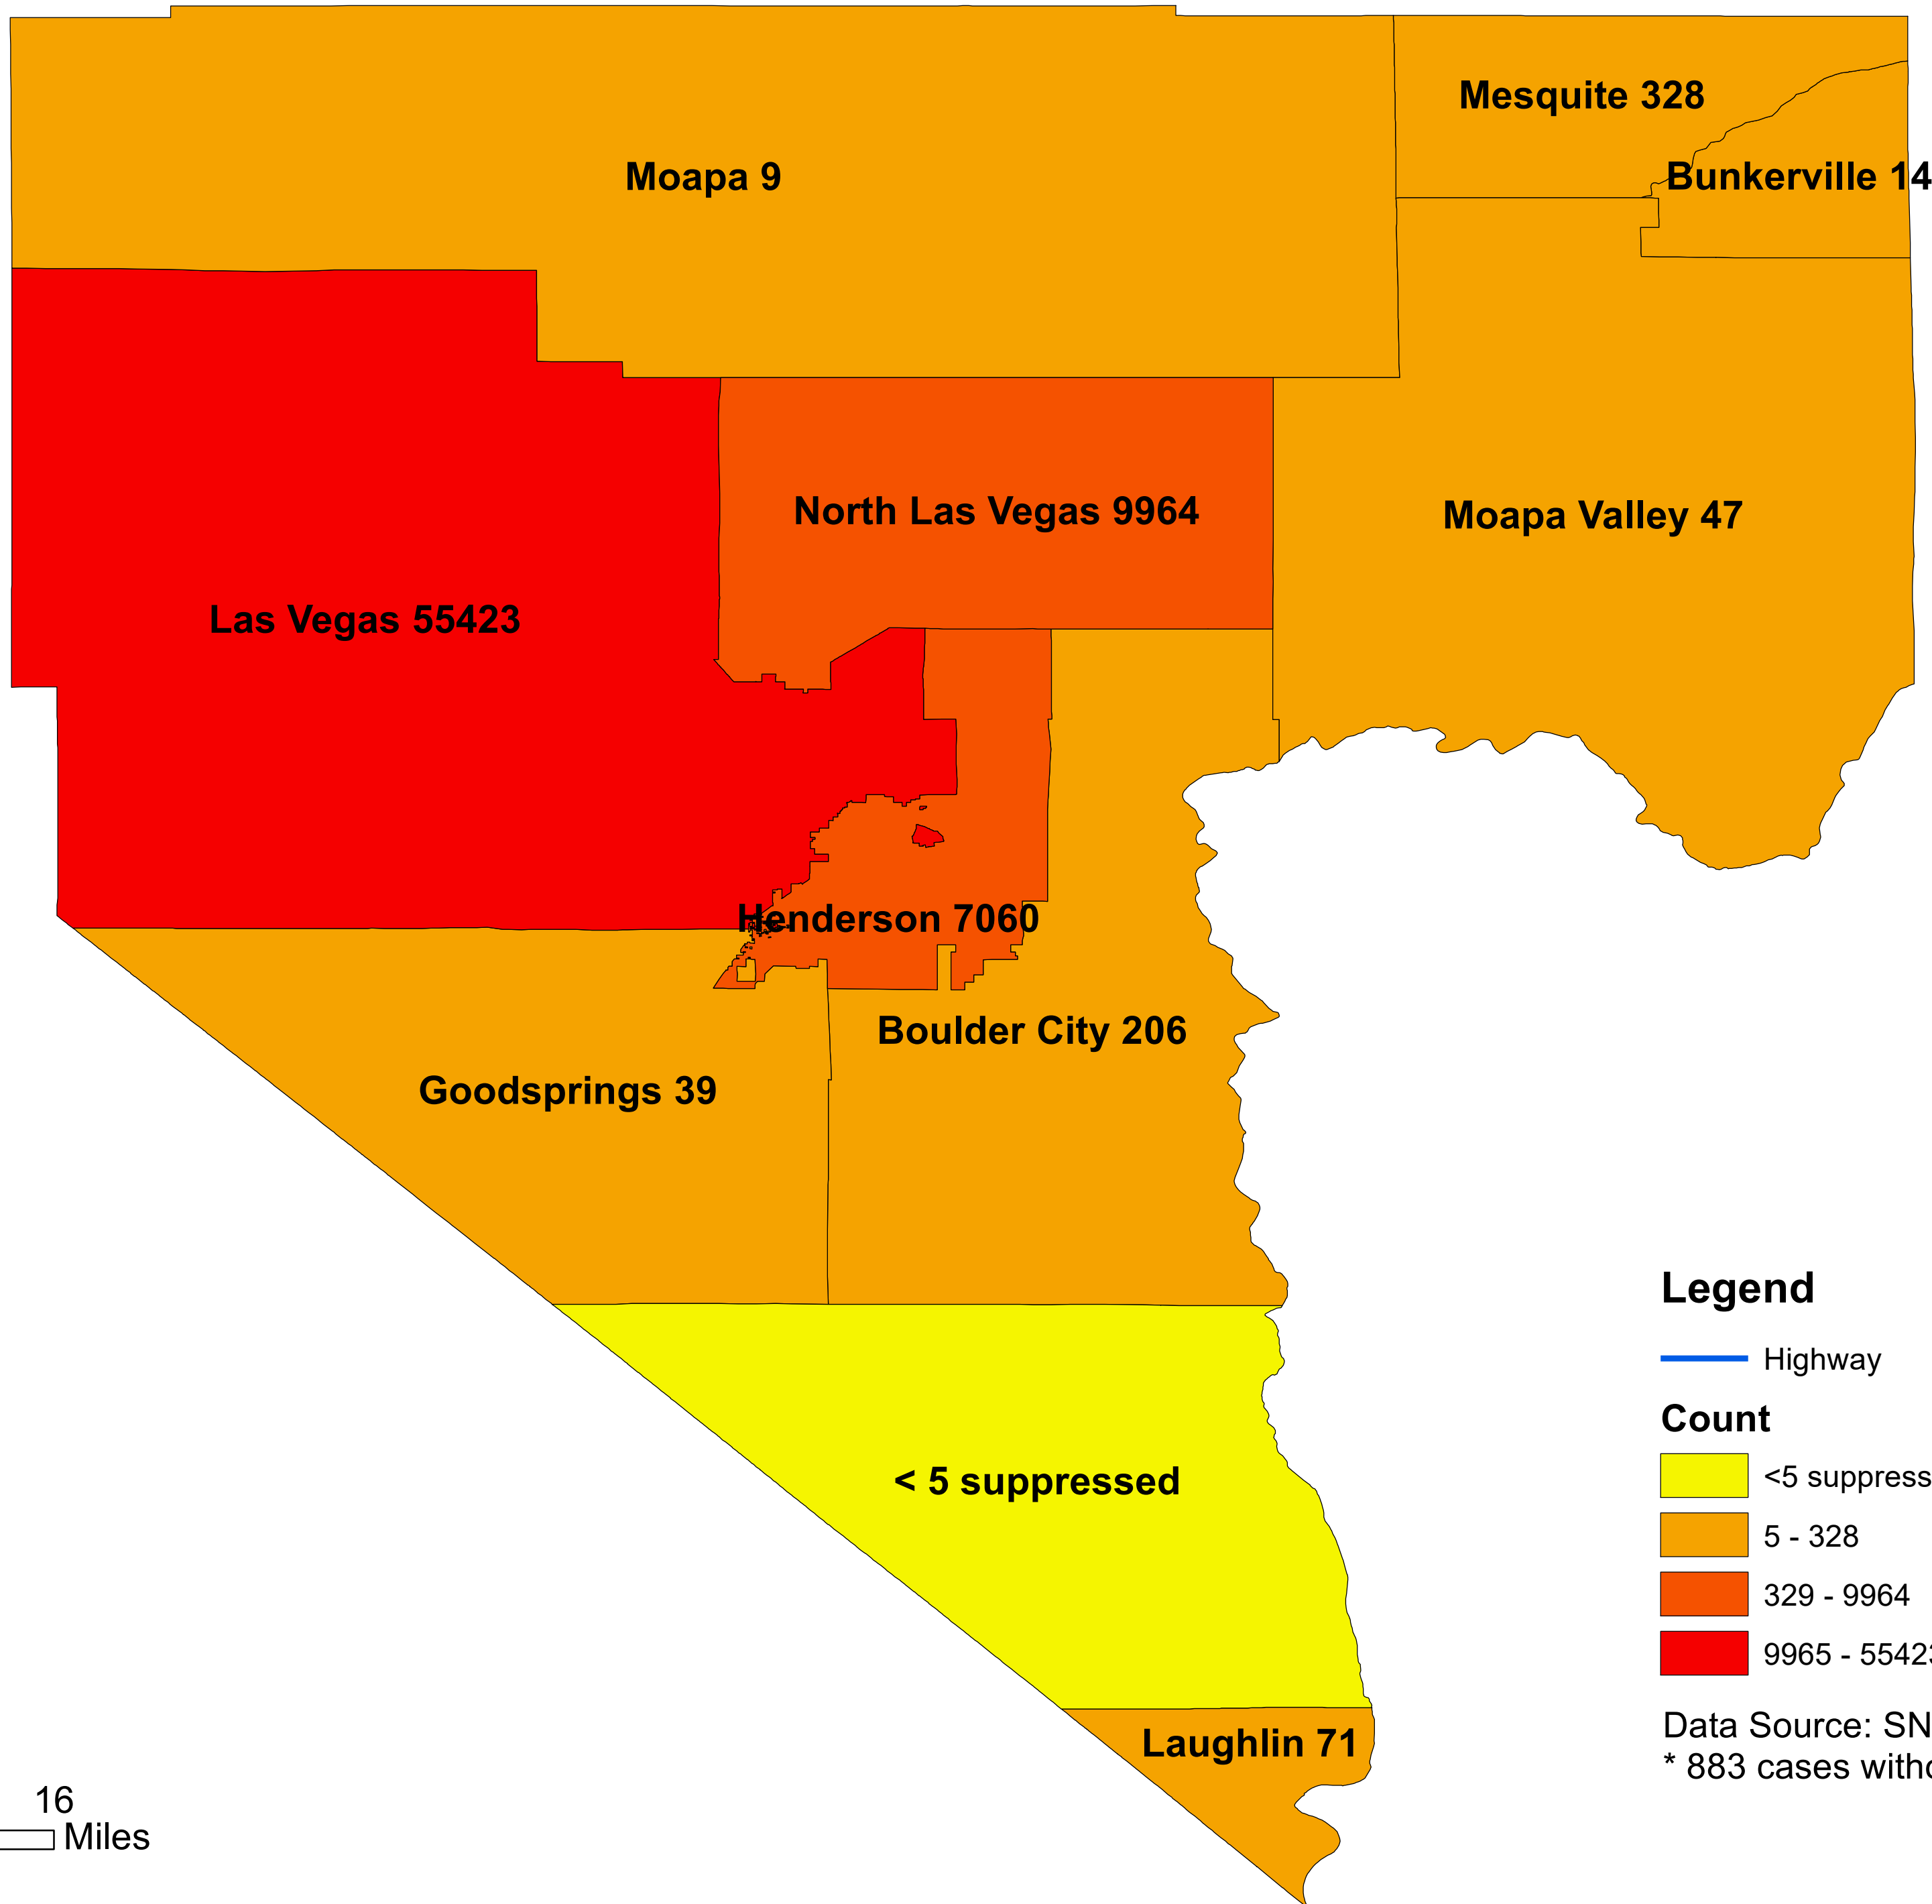 Mesquite 328
Moapa 9
Bunkerville 14
North Las Vegas 9964
Moapa Valley 47
Las Vegas 55423
Henderson 7060
Boulder City 206
Goodsprings 39
< 5 suppressed
Laughlin 71
Legend
Highway
Count
<5 suppress
5 - 328
329 - 9964
9965 - 55423
Data Source: SN
* 883 cases witho
16
Miles